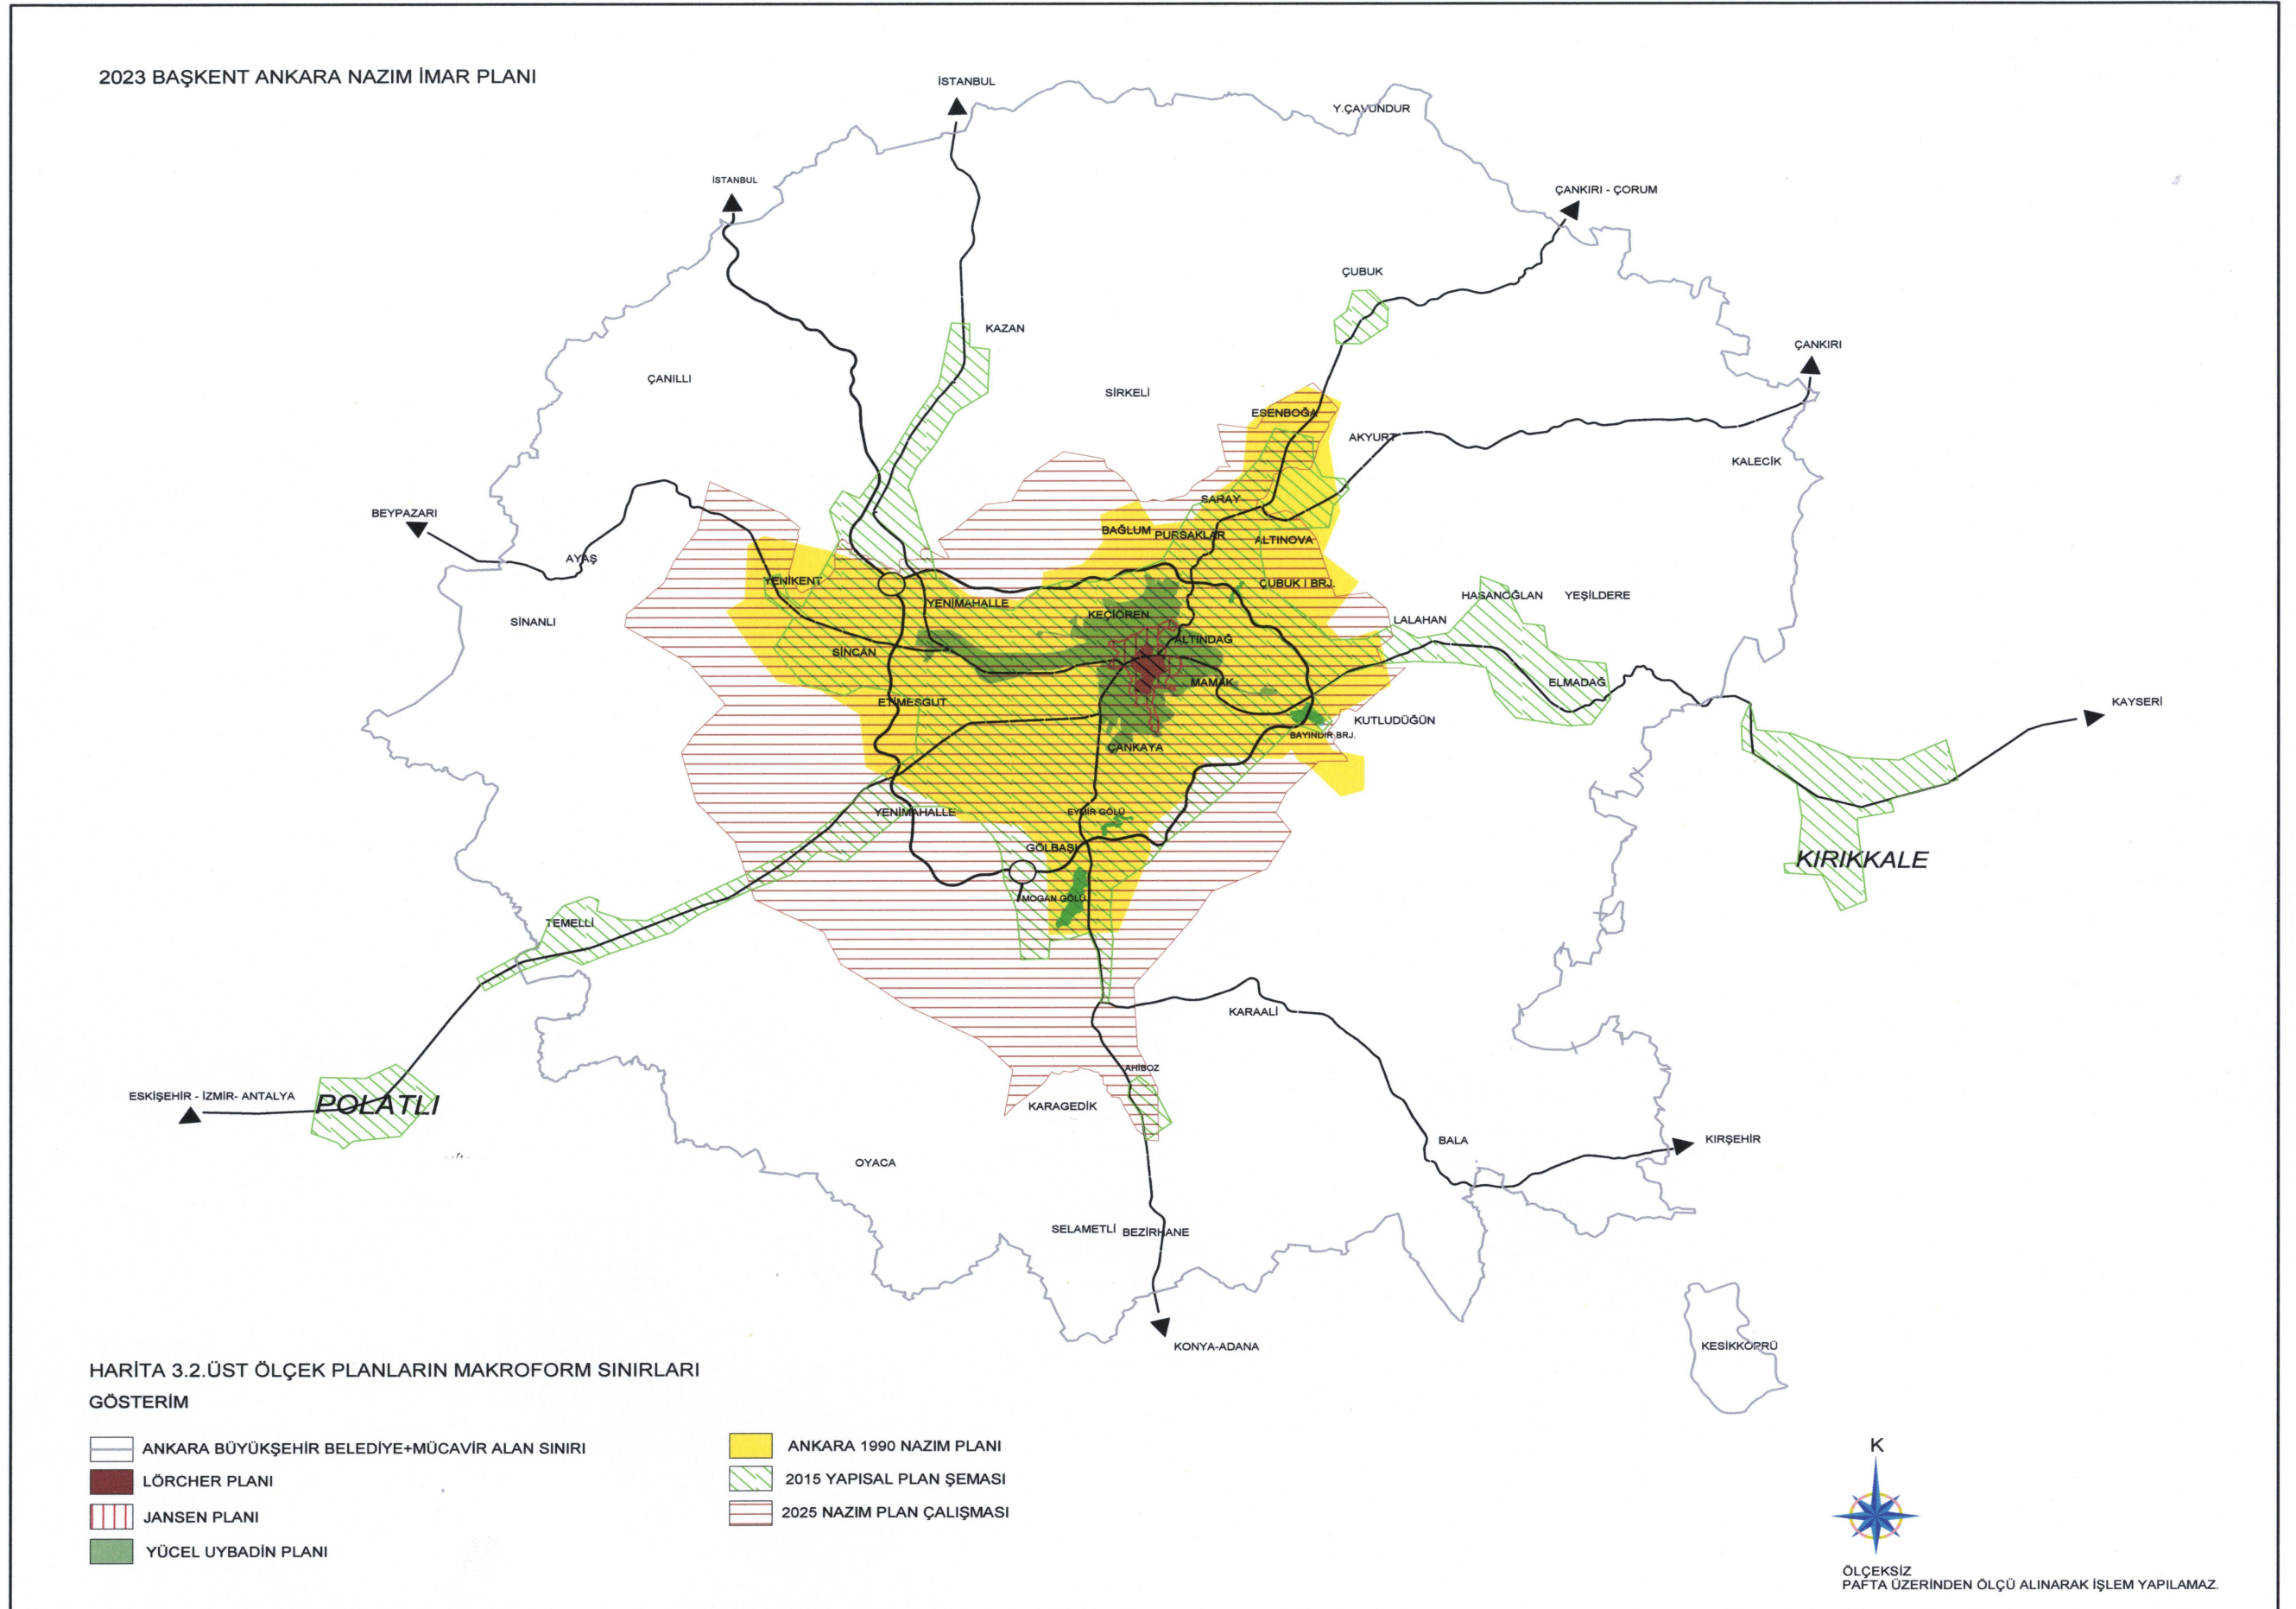 2023 BAŞKENT ANKARA NAZIM İMAR PLANI
İSTANBUL
Y.ÇAVUNDUR
İSTANBUL
ÇANKIRI - ÇORUM
ÇUBUK
KAZAN
ÇANKIRI
ÇANILLI
SİRKELİ
ESENBOĞA
AKYURT
KALECİK
SARAY
BEYPAZARI
BAĞLUM
PURSAKLAR
ALTINOVA
AYAŞ
YENİKENT
ÇUBUK I BRJ.
HASANOĞLAN
YEŞİLDERE
YENİMAHALLE
KEÇİÖREN
SİNANLI
LALAHAN
ALTINDAĞ
SİNCAN
MAMAK
ELMADAĞ
ETİMESGUT
KAYSERİ
KUTLUDÜĞÜN
BAYINDIR BRJ.
ÇANKAYA
YENİMAHALLE
EYMİR GÖLÜ
GÖLBAŞI
KIRIKKALE
MOGAN GÖLÜ
TEMELLİ
KARAALİ
AHİBOZ
ESKİŞEHİR - İZMİR- ANTALYA
POLATLI
KARAGEDİK
BALA
KIRŞEHİR
OYACA
SELAMETLİ
BEZİRHANE
KONYA-ADANA
KESİKKÖPRÜ
HARİTA 3.2.ÜST ÖLÇEK PLANLARIN MAKROFORM SINIRLARI
GÖSTERİM
ANKARA BÜYÜKŞEHİR BELEDİYE+MÜCAVİR ALAN SINIRI
LÖRCHER PLANI
JANSEN PLANI
YÜCEL UYBADİN PLANI
ANKARA 1990 NAZIM PLANI
2015 YAPISAL PLAN ŞEMASI
2025 NAZIM PLAN ÇALIŞMASI
K
ÖLÇEKSİZ
PAFTA ÜZERİNDEN ÖLÇÜ ALINARAK İŞLEM YAPILAMAZ.